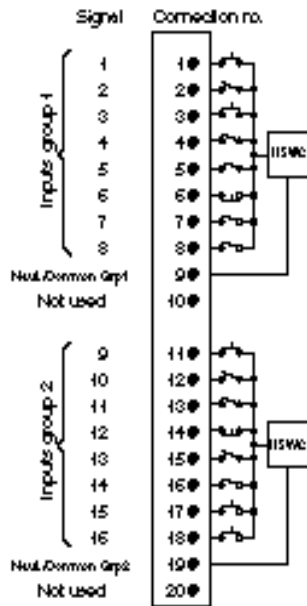 Signal Connection no.
Inputs group 1
1 1
2 2
3 3
4 4
5 5
6 6
7 7
8 8
Neut./Common Grp1 9
Not used 10
115VAC
Inputs group 2
9 11
10 12
11 13
12 14
13 15
14 16
15 17
16 18
Neut./Common Grp2 19
Not used 20
115VAC